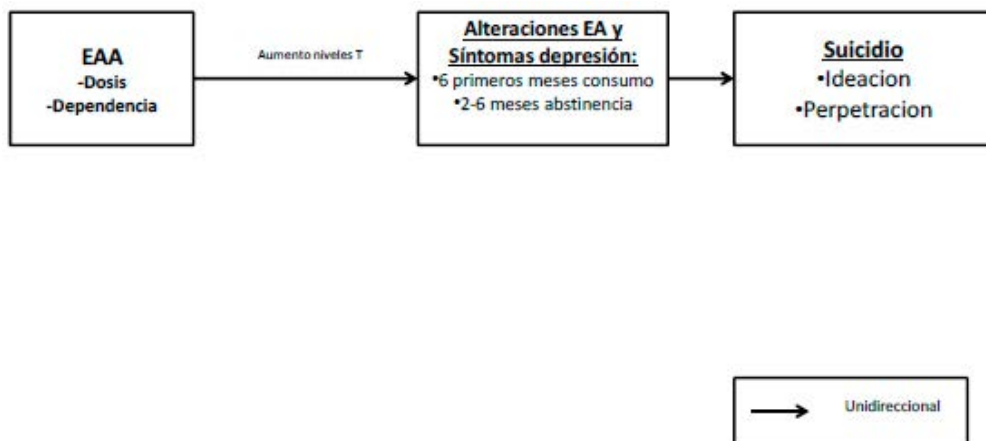 EAA
-Dosis
-Dependencia
Aumento niveles T
Alteraciones EA y
Síntomas depresión:
•6 primeros meses consumo
•2-6 meses abstinencia
Suicidio
•Ideacion
•Perpetracion
Unidireccional